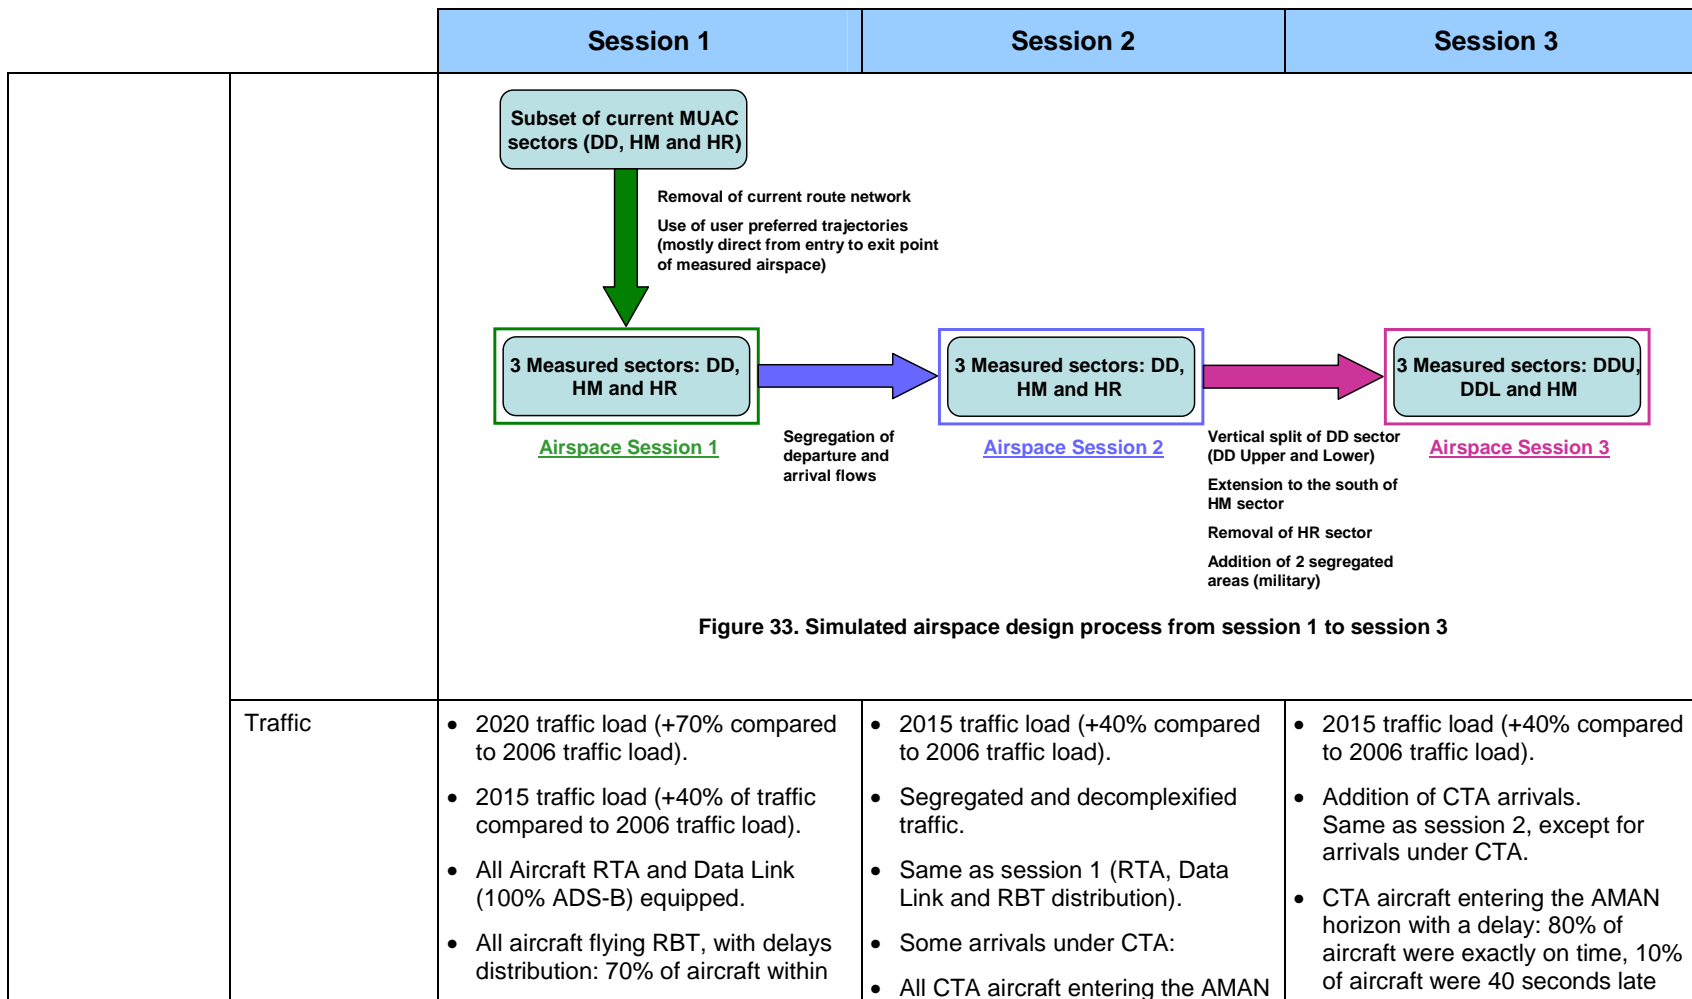 Session 1
Session 2
Session 3
Subset of current MUAC
sectors (DD, HM and HR)
Removal of current route network
Use of user preferred trajectories
(mostly direct from entry to exit point
of measured airspace)
3 Measured sectors: DD,
HM and HR
3 Measured sectors: DD,
HM and HR
3 Measured sectors: DDU,
DDL and HM
Airspace Session 1
Segregation of
departure and
arrival flows
Airspace Session 2
Vertical split of DD sector
(DD Upper and Lower)
Extension to the south of
HM sector
Removal of HR sector
Addition of 2 segregated
areas (military)
Airspace Session 3
Figure 33. Simulated airspace design process from session 1 to session 3
Traffic
• 2020 traffic load (+70% compared
to 2006 traffic load).
• 2015 traffic load (+40% of traffic
compared to 2006 traffic load).
• All Aircraft RTA and Data Link
(100% ADS-B) equipped.
• All aircraft flying RBT, with delays
distribution: 70% of aircraft within
• 2015 traffic load (+40% compared
to 2006 traffic load).
• Segregated and decomplexified
traffic.
• Same as session 1 (RTA, Data
Link and RBT distribution).
• Some arrivals under CTA:
• All CTA aircraft entering the AMAN
• 2015 traffic load (+40% compared
to 2006 traffic load).
• Addition of CTA arrivals.
Same as session 2, except for
arrivals under CTA.
• CTA aircraft entering the AMAN
horizon with a delay: 80% of
aircraft were exactly on time, 10%
of aircraft were 40 seconds late